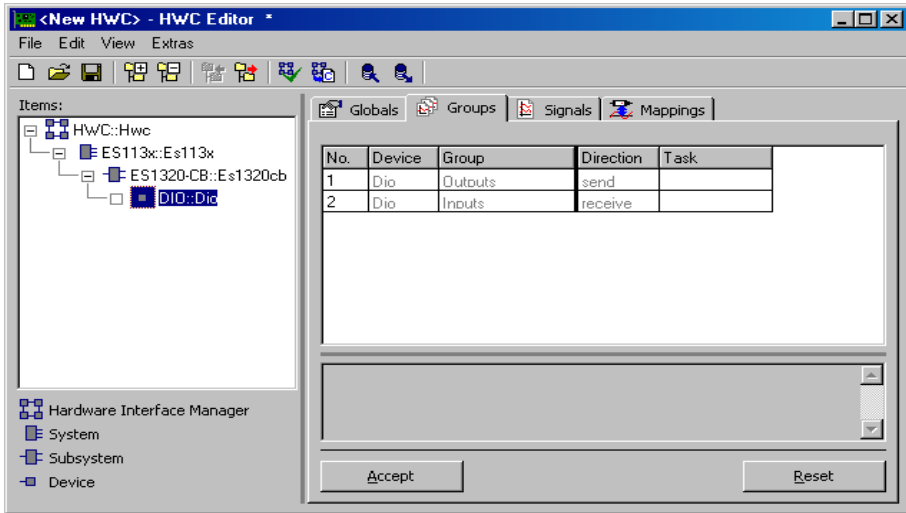 <New HWC> - HWC Editor *
File Edit View Extras
Items:
HWC::Hwc
ES113x::Es113x
ES1320-CB::Es1320cb
DIO::Dio
Hardware Interface Manager
System
Subsystem
Device
Globals Groups Signals Mappings
No. Device Group Direction Task
1 Dio Outputs send
2 Dio Inputs receive
Accept Reset